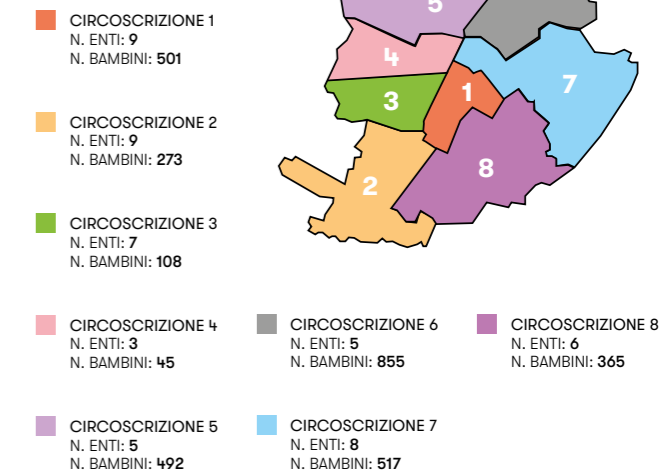 CIRCOSCRIZIONE 1
N. ENTI: 9
N. BAMBINI: 501
CIRCOSCRIZIONE 2
N. ENTI: 9
N. BAMBINI: 273
CIRCOSCRIZIONE 3
N. ENTI: 7
N. BAMBINI: 108
CIRCOSCRIZIONE 4
N. ENTI: 3
N. BAMBINI: 45
CIRCOSCRIZIONE 5
N. ENTI: 5
N. BAMBINI: 492
CIRCOSCRIZIONE 6
N. ENTI: 5
N. BAMBINI: 855
CIRCOSCRIZIONE 7
N. ENTI: 8
N. BAMBINI: 517
CIRCOSCRIZIONE 8
N. ENTI: 6
N. BAMBINI: 365
5
4
7
1
3
8
2